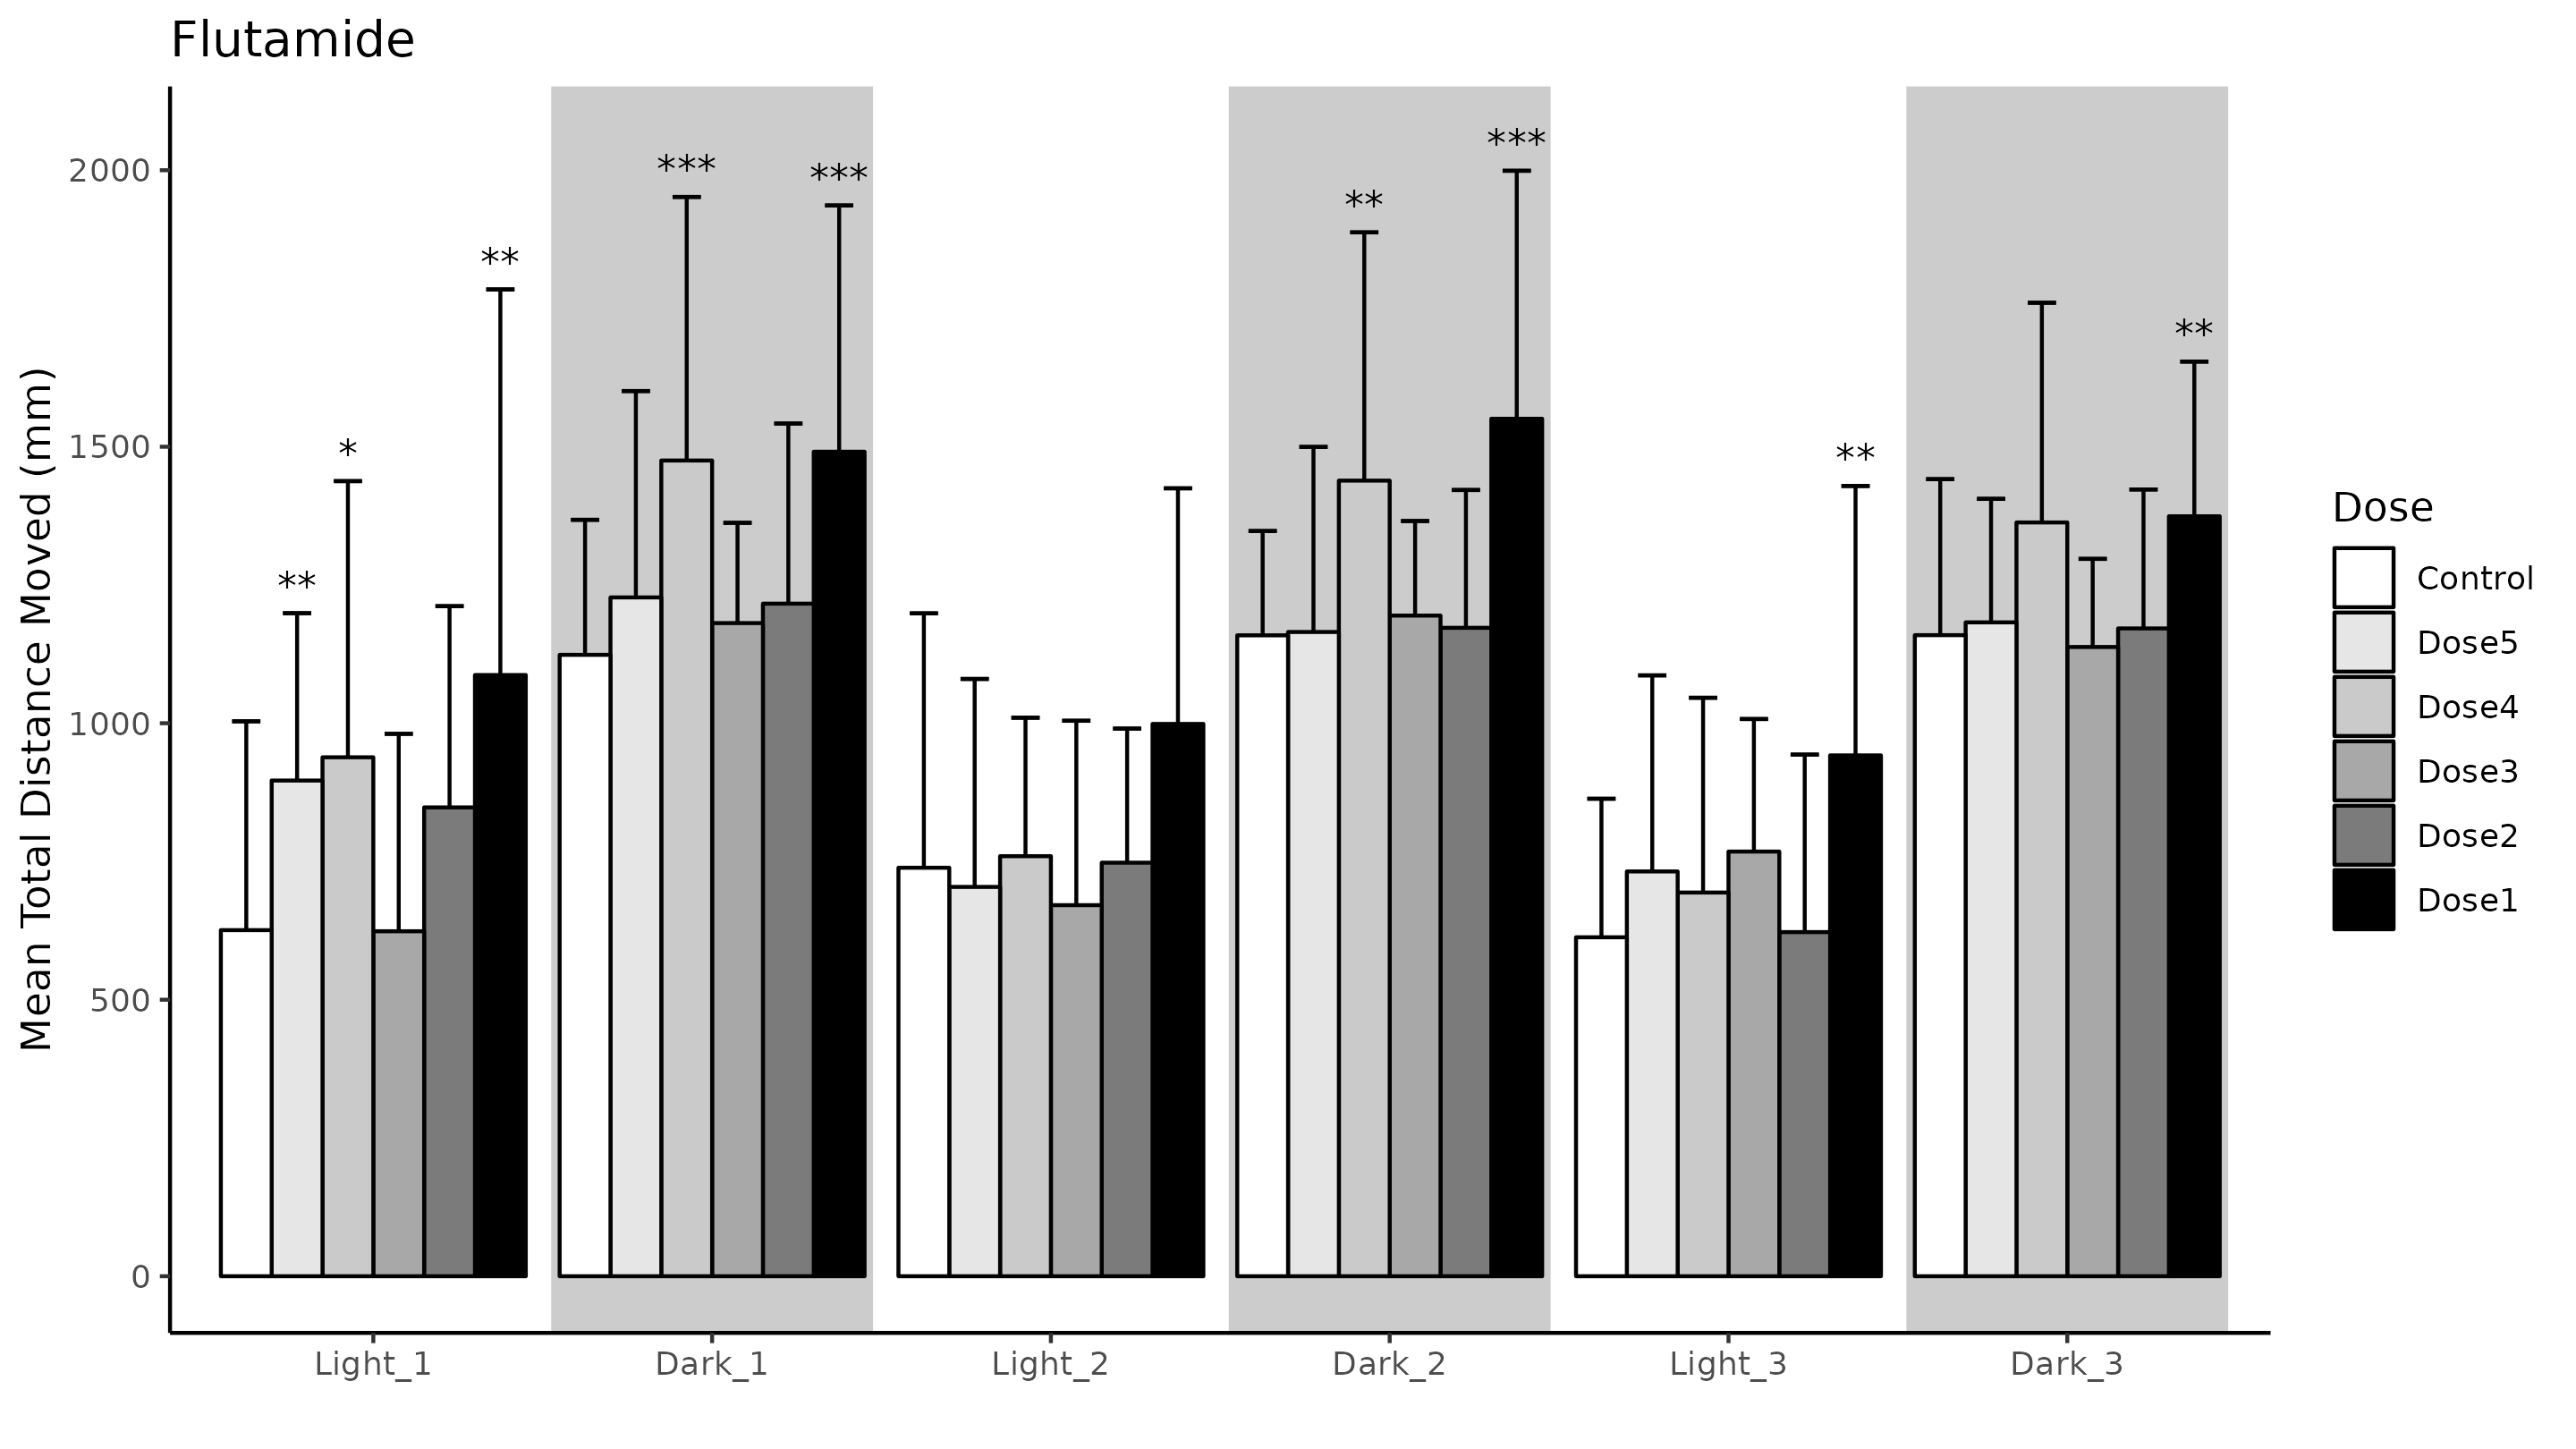 Flutamide
Mean Total Distance Moved (mm)
2000
1500
1000
500
0
**
*
**
***
***
**
***
**
**
Light_1
Dark_1
Light_2
Dark_2
Light_3
Dark_3
Dose
Control
Dose5
Dose4
Dose3
Dose2
Dose1